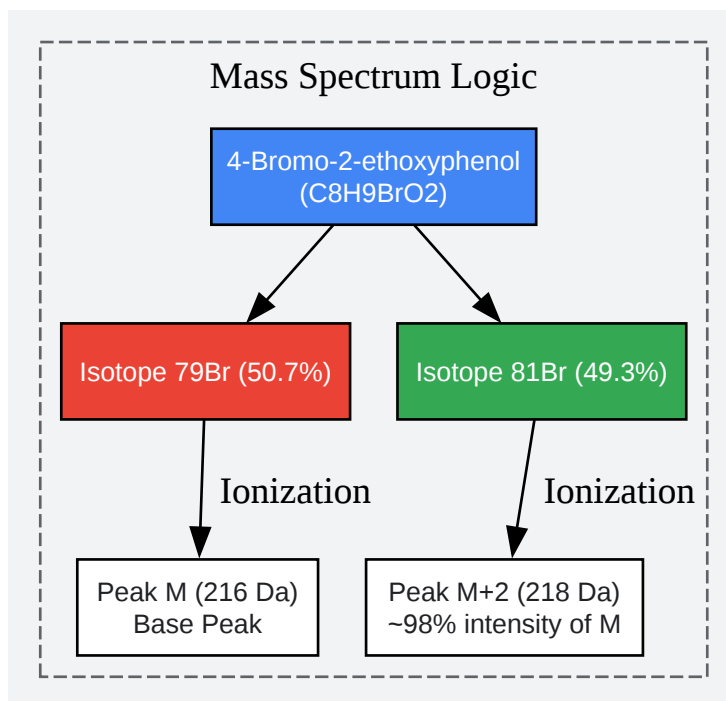 Mass Spectrum Logic
4-Bromo-2-ethoxyphenol
(C8H9BrO2)
Isotope 79Br (50.7%)
Isotope 81Br (49.3%)
Ionization
Ionization
Peak M (216 Da)
Base Peak
Peak M+2 (218 Da)
~98% intensity of M